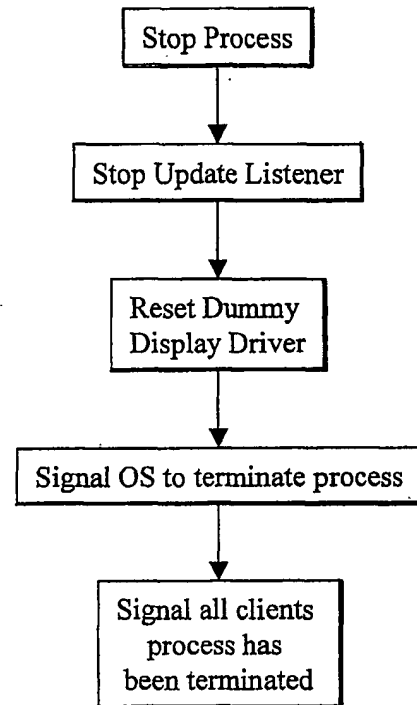 Stop Process
Stop Update Listener
Reset Dummy
Display Driver
Signal OS to terminate process
Signal all clients
process has
been terminated